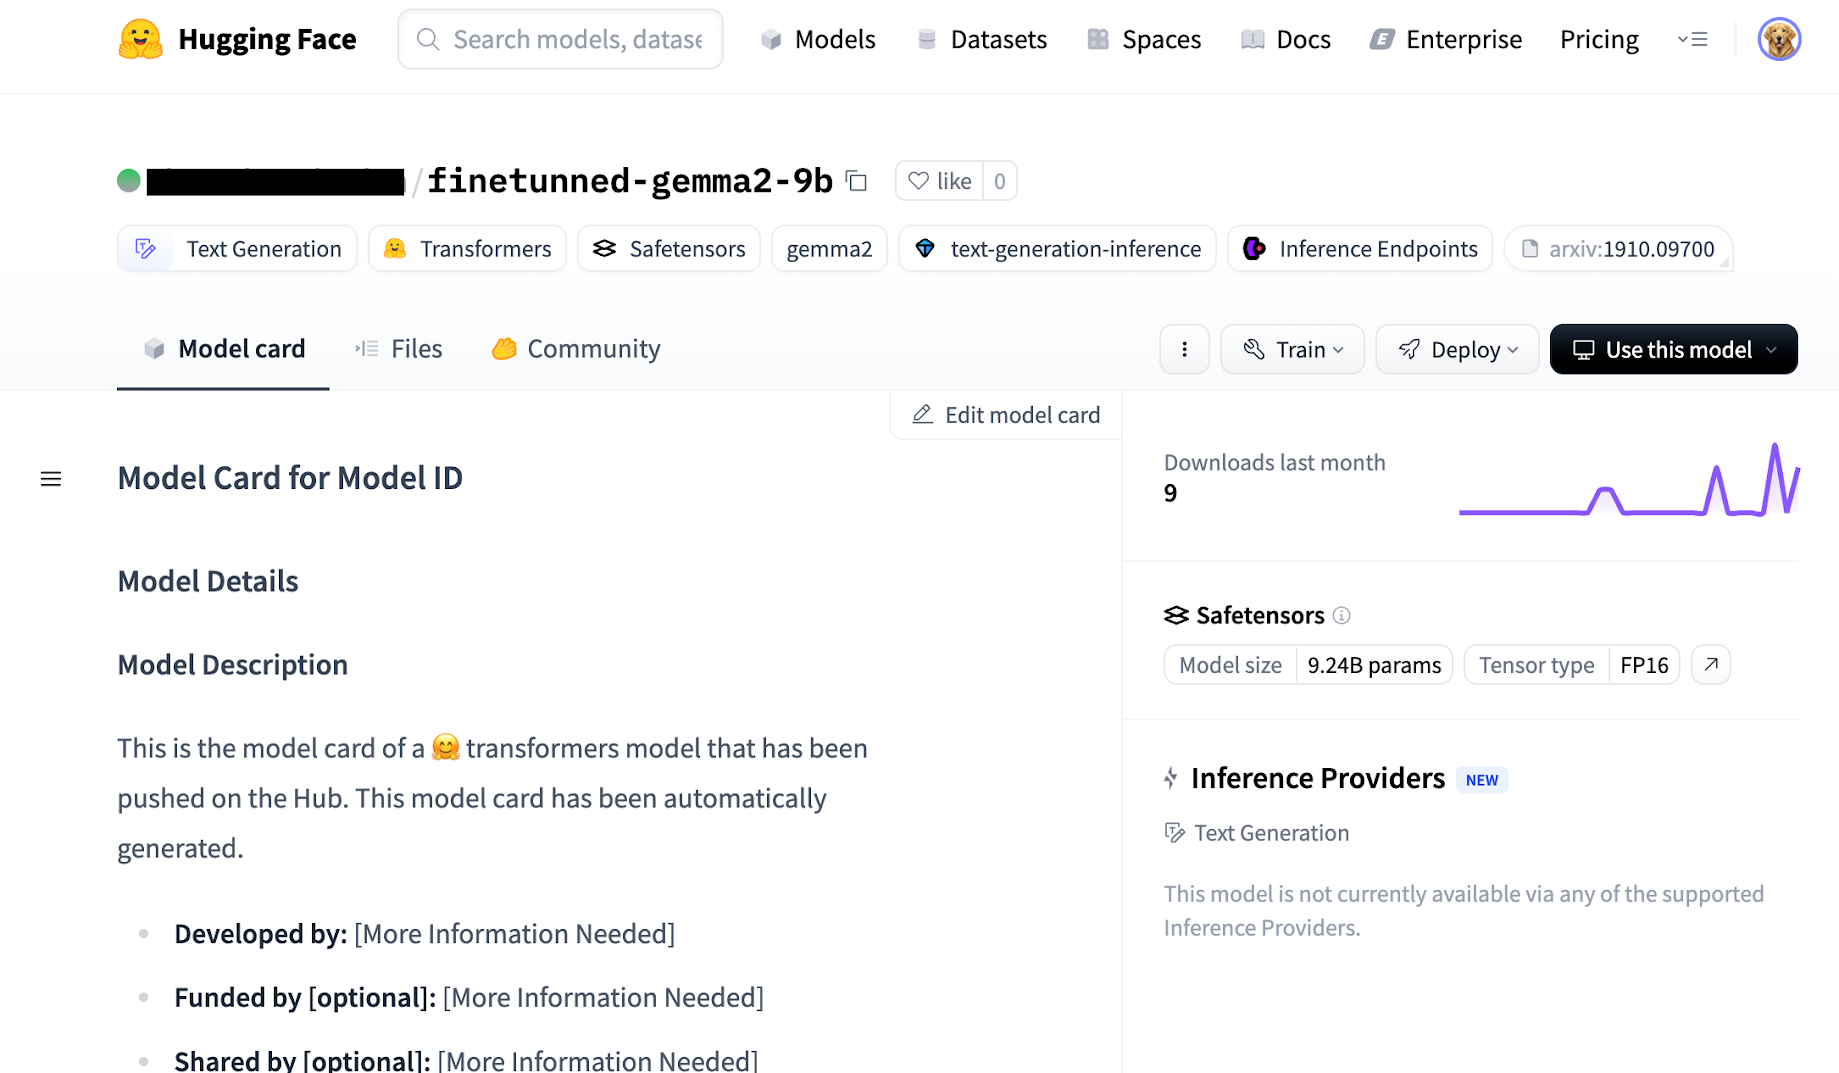 Hugging Face
Search models, datase
Models
Datasets
Spaces
Docs
Enterprise
Pricing
/finetunned-gemma2-9b
like 0
Text Generation
Transformers
Safetensors
gemma2
text-generation-inference
Inference Endpoints
arxiv:1910.09700
Model card
Files
Community
Train
Deploy
Use this model
Edit model card
Model Card for Model ID
Model Details
Model Description
This is the model card of a 🤗 transformers model that has been
pushed on the Hub. This model card has been automatically
generated.
Developed by: [More Information Needed]
Funded by [optional]: [More Information Needed]
Shared by [optional]: [More Information Needed]
Downloads last month
9
Safetensors
Model size 9.24B params
Tensor type FP16
Inference Providers NEW
Text Generation
This model is not currently available via any of the supported
Inference Providers.